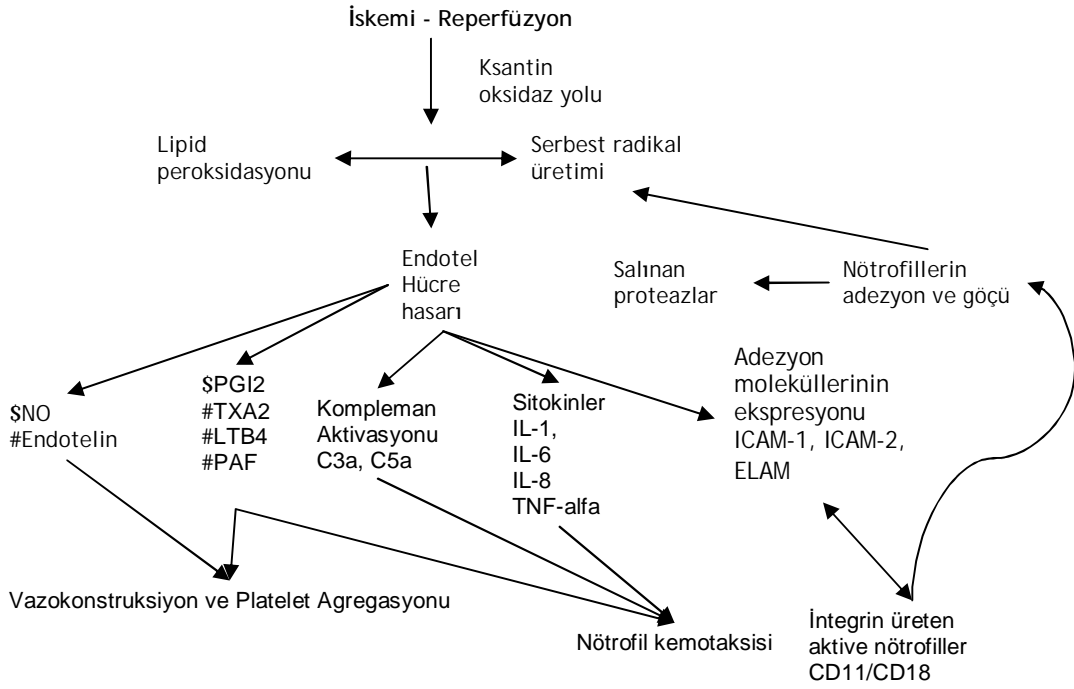 İskemi - Reperfüzyon
Ksantin
oksidaz yolu
Lipid
peroksidasyonu
Serbest radikal
üretimi
Endotel
Hücre
hasarı
Salınan
proteazlar
Nötrofillerin
adezyon ve göçü
$NO
#Endotelin
$PGI2
#TXA2
#LTB4
#PAF
Kompleman
Aktivasyonu
C3a, C5a
Sitokinler
IL-1,
IL-6
IL-8
TNF-alfa
Adezyon
moleküllerinin
ekspresyonu
ICAM-1, ICAM-2,
ELAM
Vazokonstruksiyon ve Platelet Agregasyonu
Nötrofil kemotaksisi
İntegrin üreten
aktive nötrofiller
CD11/CD18